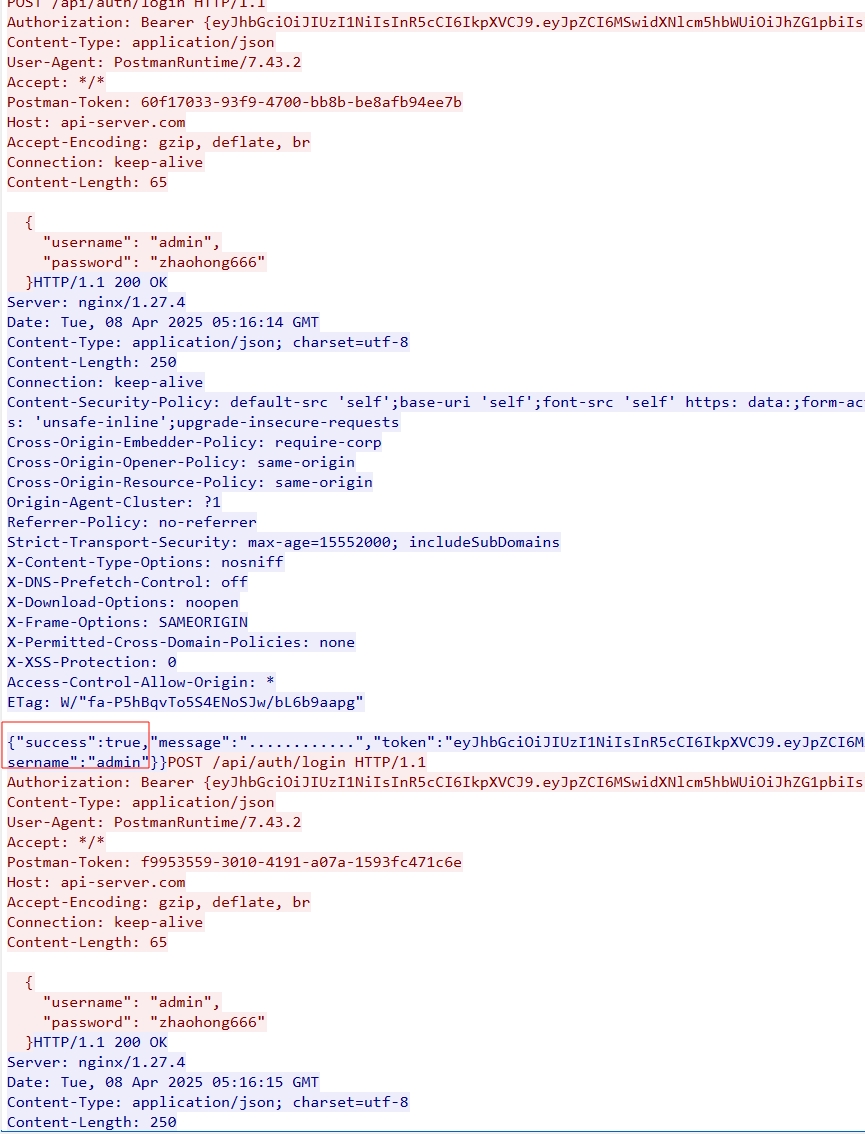 POST /api/auth/login HTTP/1.1
Authorization: Bearer {eyJhbGciOiJIUzI1NiIsInR5cCI6IkpXVCJ9.eyJpZCI6MSwidXNlcm5hbWUiOiJhZG1pbiIs
Content-Type: application/json
User-Agent: PostmanRuntime/7.43.2
Accept: */*
Postman-Token: 60f17033-93f9-4700-bb8b-be8afb94ee7b
Host: api-server.com
Accept-Encoding: gzip, deflate, br
Connection: keep-alive
Content-Length: 65
{
"username": "admin",
"password": "zhaohong666"
}HTTP/1.1 200 OK
Server: nginx/1.27.4
Date: Tue, 08 Apr 2025 05:16:14 GMT
Content-Type: application/json; charset=utf-8
Content-Length: 250
Connection: keep-alive
Content-Security-Policy: default-src 'self';base-uri 'self';font-src 'self' https: data:;form-ac
s: 'unsafe-inline';upgrade-insecure-requests
Cross-Origin-Embedder-Policy: require-corp
Cross-Origin-Opener-Policy: same-origin
Cross-Origin-Resource-Policy: same-origin
Origin-Agent-Cluster: ?1
Referrer-Policy: no-referrer
Strict-Transport-Security: max-age=15552000; includeSubDomains
X-Content-Type-Options: nosniff
X-DNS-Prefetch-Control: off
X-Download-Options: noopen
X-Frame-Options: SAMEORIGIN
X-Permitted-Cross-Domain-Policies: none
X-XSS-Protection: 0
Access-Control-Allow-Origin: *
ETag: W/"fa-P5hBqvTo5S4ENoSJw/bL6b9aapg"
{"success":true,"message":"............","token":"eyJhbGciOiJIUzI1NiIsInR5cCI6IkpXVCJ9.eyJpZCI6M
sername":"admin"}}POST /api/auth/login HTTP/1.1
Authorization: Bearer {eyJhbGciOiJIUzI1NiIsInR5cCI6IkpXVCJ9.eyJpZCI6MSwidXNlcm5hbWUiOiJhZG1pbiIs
Content-Type: application/json
User-Agent: PostmanRuntime/7.43.2
Accept: */*
Postman-Token: f9953559-3010-4191-a07a-1593fc471c6e
Host: api-server.com
Accept-Encoding: gzip, deflate, br
Connection: keep-alive
Content-Length: 65
{
"username": "admin",
"password": "zhaohong666"
}HTTP/1.1 200 OK
Server: nginx/1.27.4
Date: Tue, 08 Apr 2025 05:16:15 GMT
Content-Type: application/json; charset=utf-8
Content-Length: 250